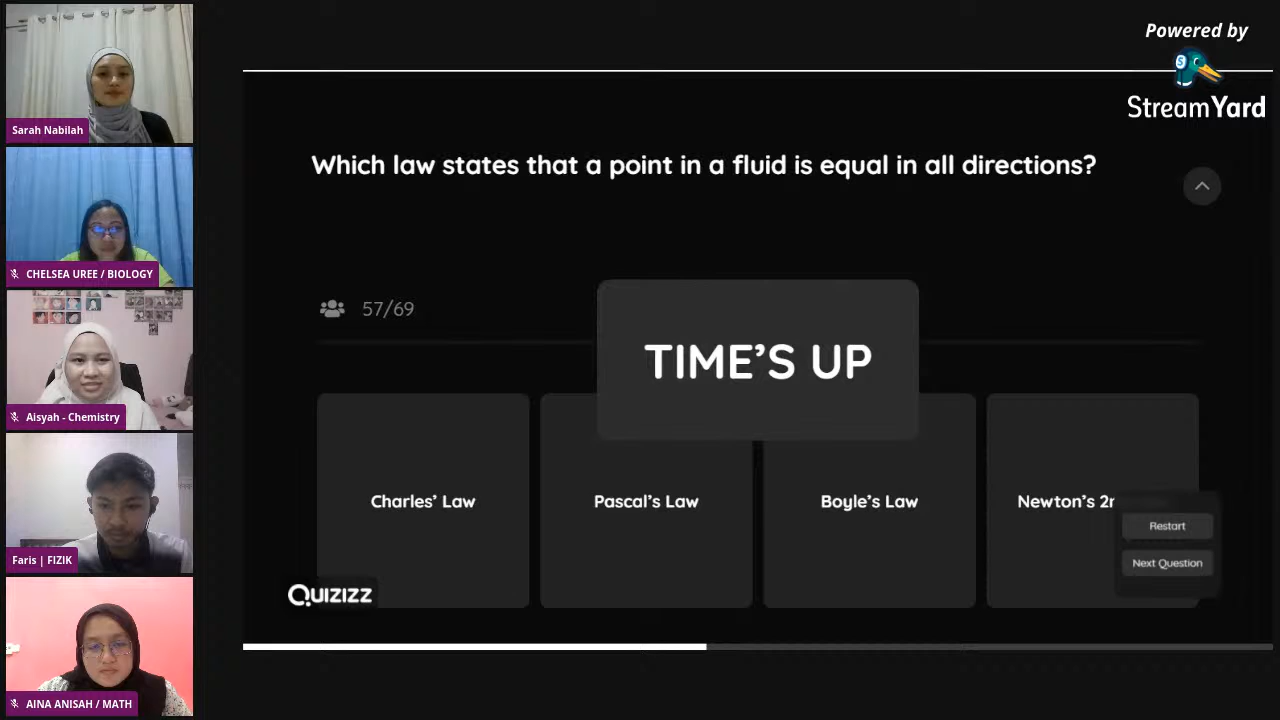 Powered by
StreamYard
Sarah Nabilah
CHELSEA UREE / BIOLOGY
Aisyah - Chemistry
Faris | FIZIK
AINA ANISAH / MATH
Which law states that a point in a fluid is equal in all directions?
57/69
TIME'S UP
Charles' Law
Pascal's Law
Boyle's Law
Newton's
Restart
Next Question
Quizizz